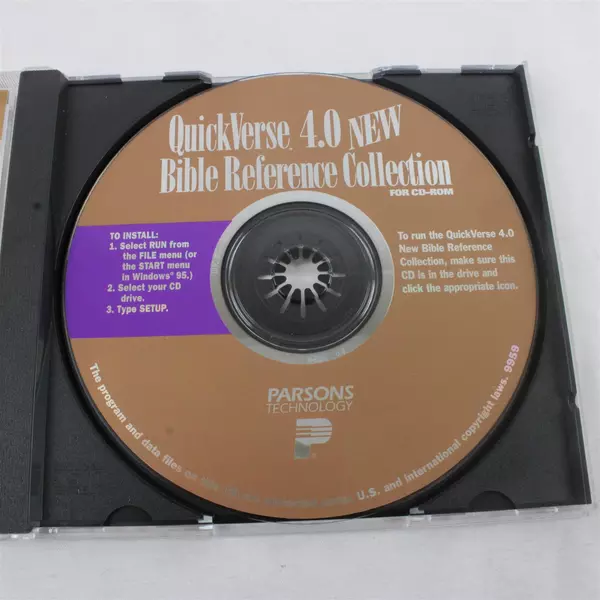 QuickVerse 4.0 NEW
Bible Reference Collection
FOR CD-ROM
TO INSTALL:
1. Select RUN from
the FILE menu (or
the START menu
in Windows® 95.)
2. Select your CD
drive.
3. Type SETUP.
To run the QuickVerse 4.0
New Bible Reference
Collection, make sure this
CD is in the drive and
click the appropriate icon.
PARSONS
TECHNOLOGY
P
The program and data files on this U.S. and international copyright laws. 9959